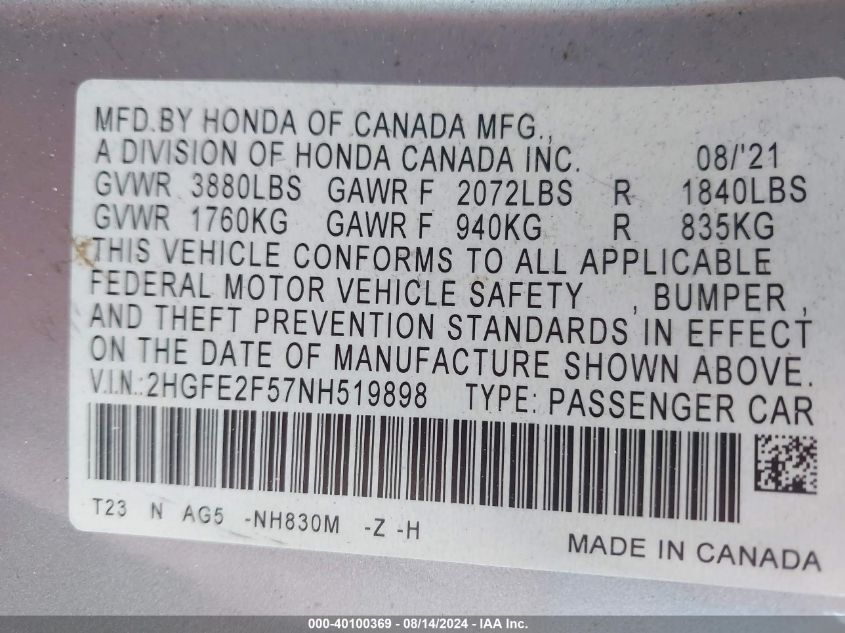 MFD.BY HONDA OF CANADA MFG.,
A DIVISION OF HONDA CANADA INC. 08/'21
GVWR 3880LBS GAWR F 2072LBS R 1840LBS
GVWR 1760KG GAWR F 940KG R 835KG
THIS VEHICLE CONFORMS TO ALL APPLICABLE
FEDERAL MOTOR VEHICLE SAFETY , BUMPER ,
AND THEFT PREVENTION STANDARDS IN EFFECT
ON THE DATE OF MANUFACTURE SHOWN ABOVE.
V.I.N.:2HGFE2F57NH519898 TYPE: PASSENGER CAR
T23 N AG5 -NH830M -Z -H
MADE IN CANADA
000-40100369 - 08/14/2024 - IAA Inc.